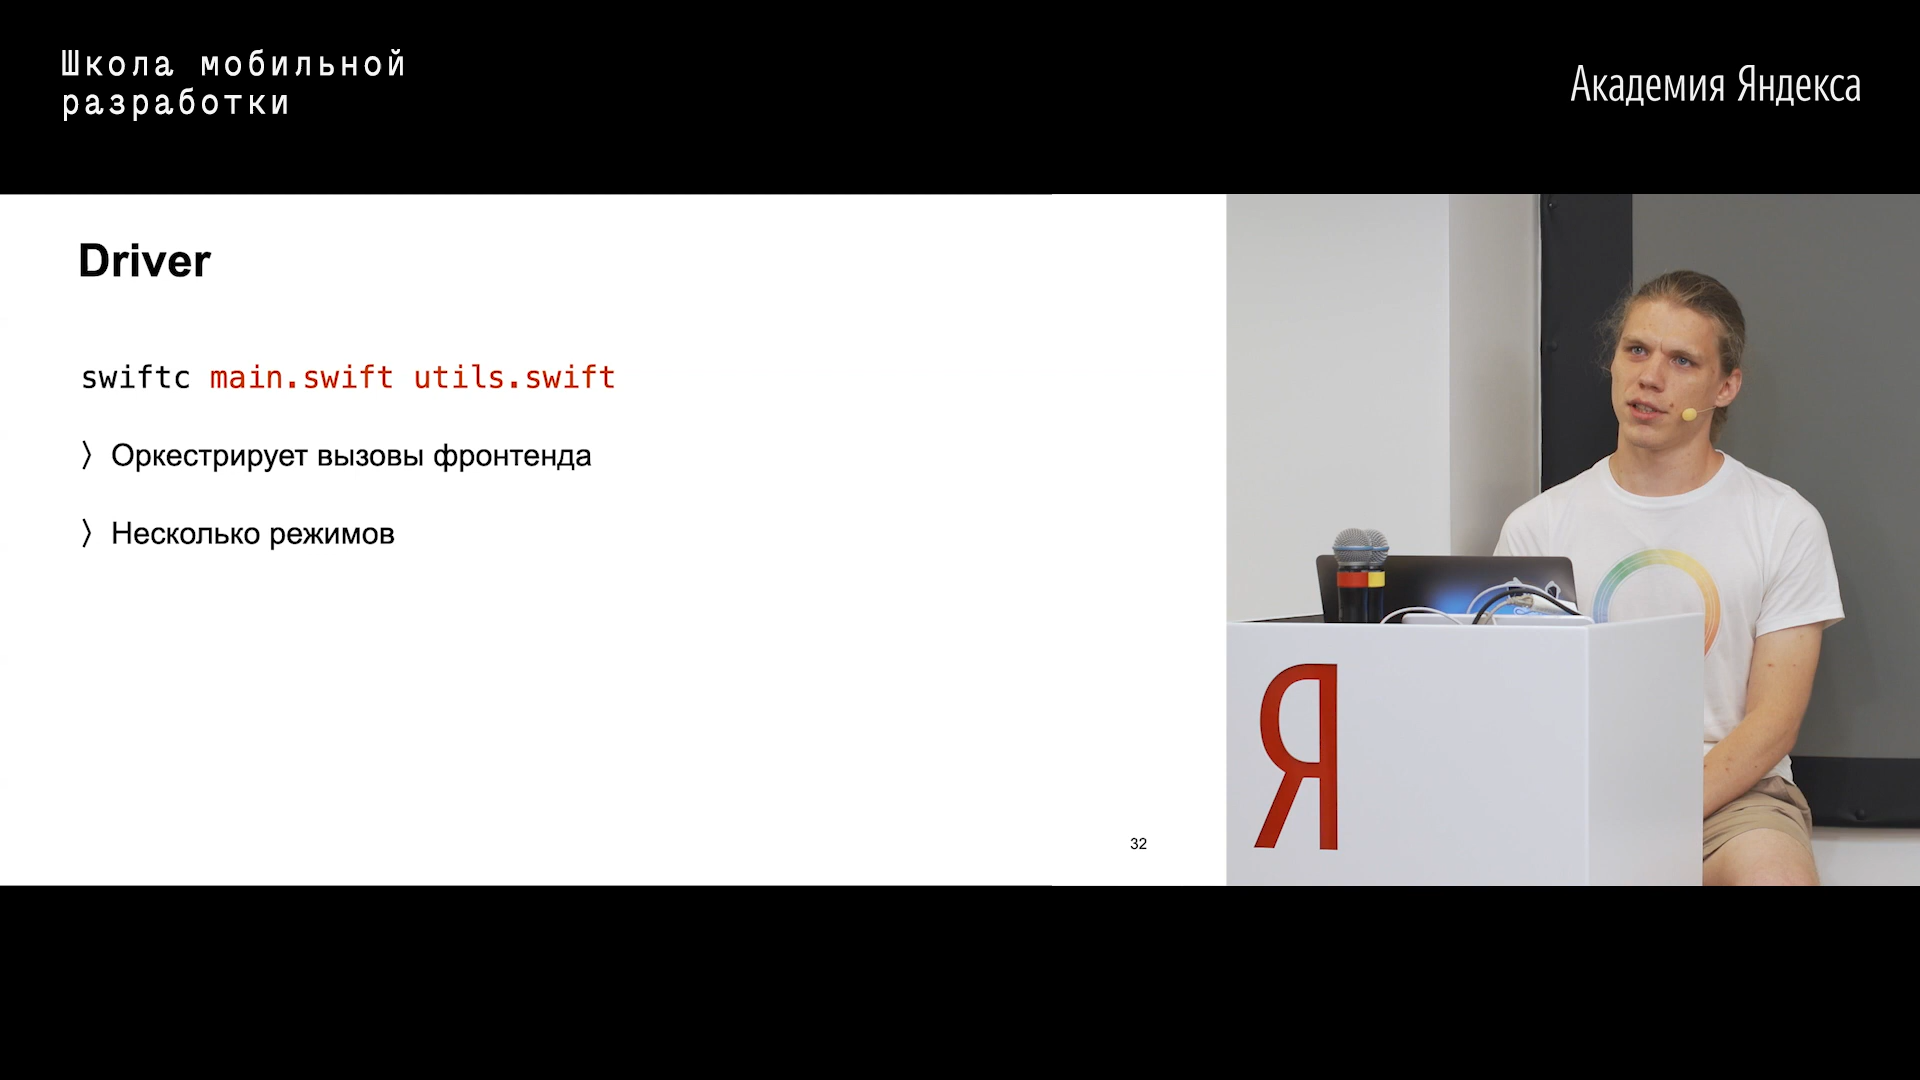 Школа мобильной
разработки
Академия Яндекса
Driver
swiftc main.swift utils.swift
〉Оркестрирует вызовы фронтенда
〉Несколько режимов
32
Я